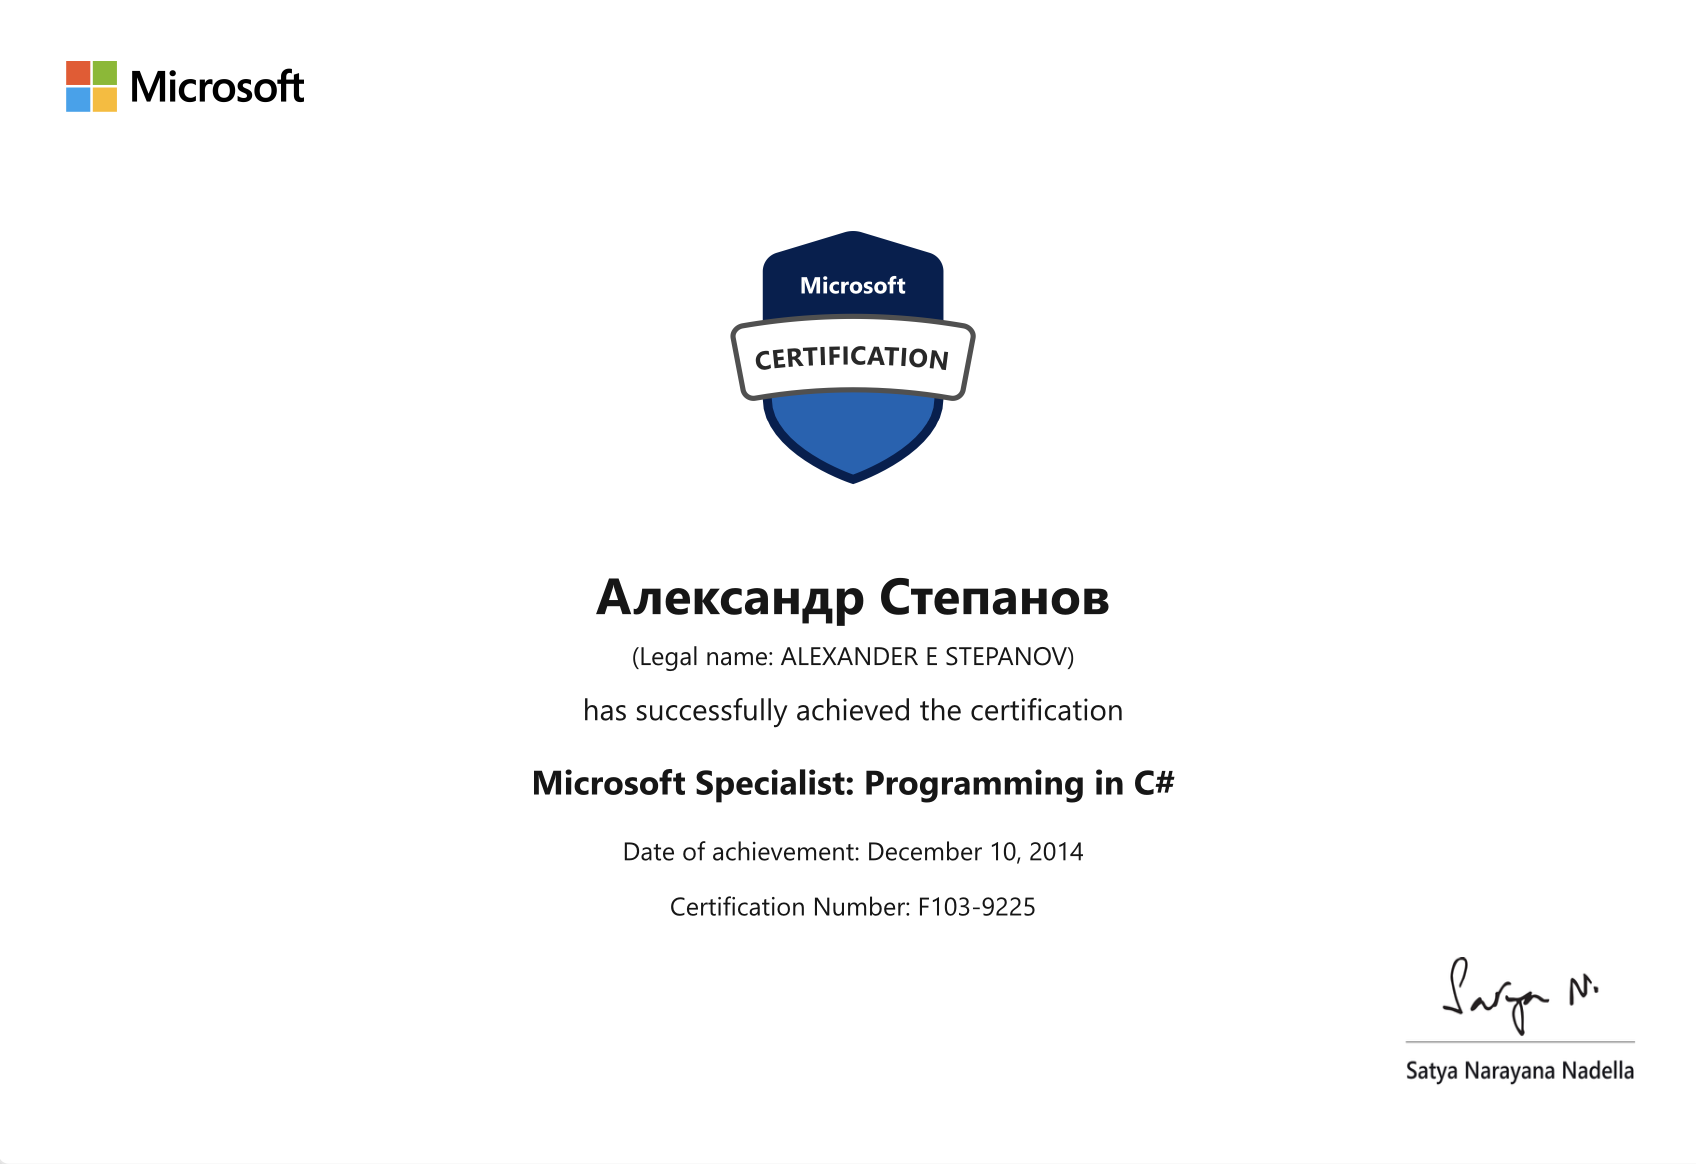 Microsoft
Microsoft
CERTIFICATION
Александр Степанов
(Legal name: ALEXANDER E STEPANOV)
has successfully achieved the certification
Microsoft Specialist: Programming in C#
Date of achievement: December 10, 2014
Certification Number: F103-9225
Satya N.
Satya Narayana Nadella